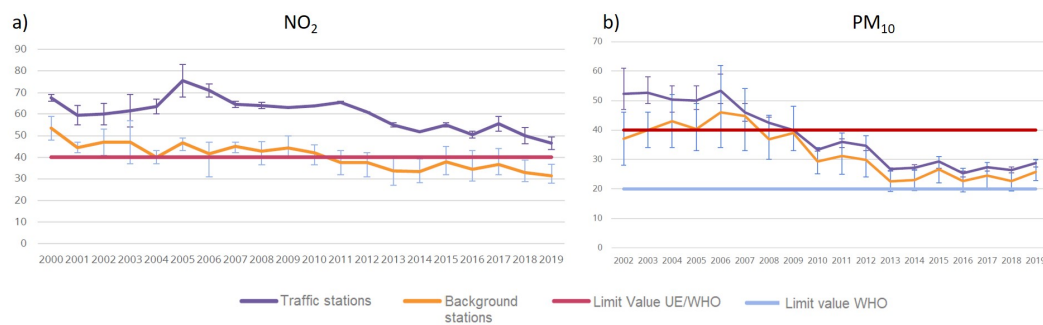 a)
NO2
90
80
70
60
50
40
30
20
10
0
2000 2001 2002 2003 2004 2005 2006 2007 2008 2009 2010 2011 2012 2013 2014 2015 2016 2017 2018 2019
b)
PM10
70
60
50
40
30
20
10
0
2002 2003 2004 2005 2006 2007 2008 2009 2010 2011 2012 2013 2014 2015 2016 2017 2018 2019
Traffic stations
Background
stations
Limit Value UE/WHO
Limit value WHO